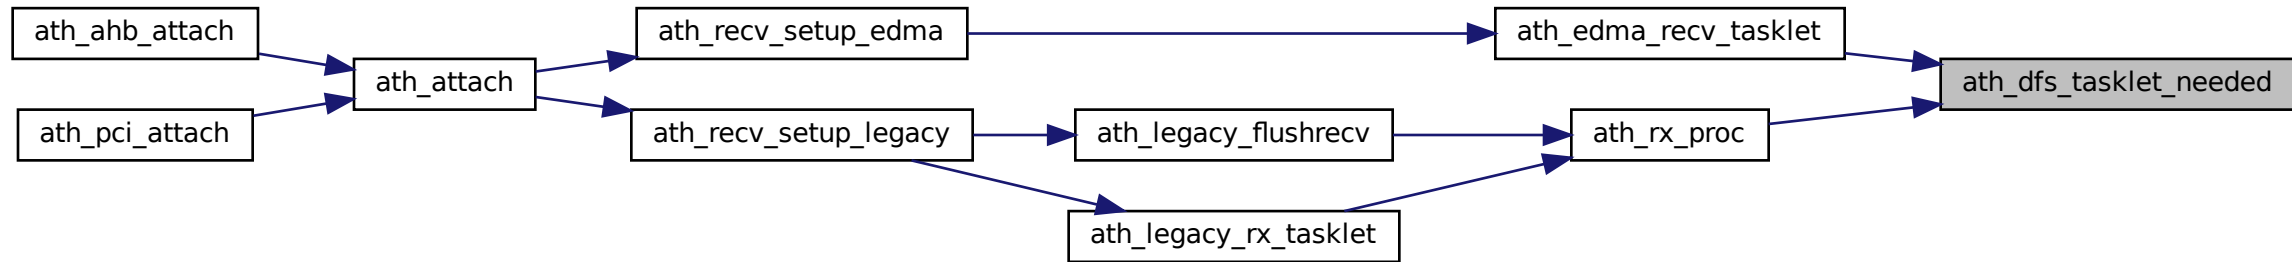 ath_ahb_attach
ath_recv_setup_edma
ath_edma_recv_tasklet
ath_attach
ath_dfs_tasklet_needed
ath_pci_attach
ath_recv_setup_legacy
ath_legacy_flushrecv
ath_rx_proc
ath_legacy_rx_tasklet